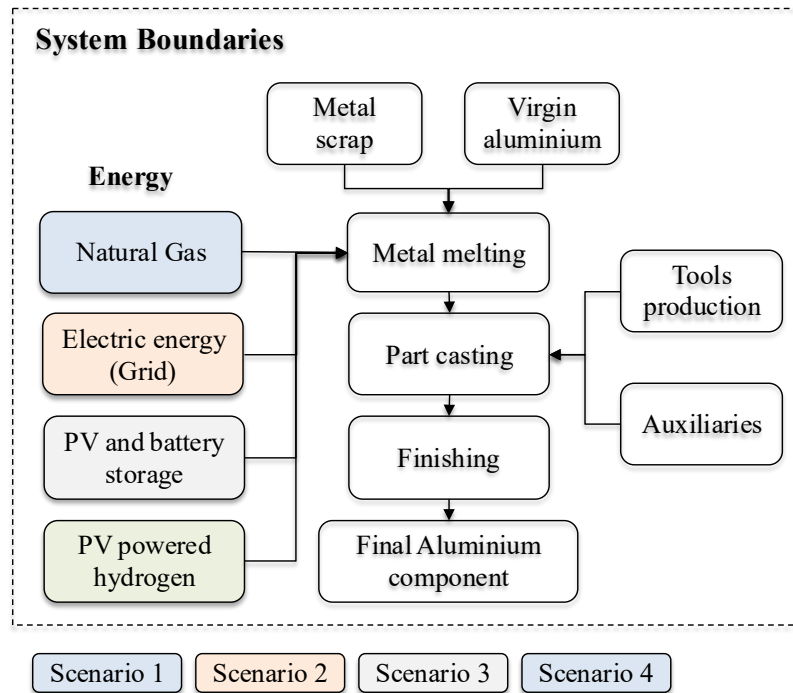 System Boundaries
Metal
scrap
Virgin
aluminium
Energy
Natural Gas
Metal melting
Tools
production
Electric energy
(Grid)
Part casting
PV and battery
storage
Finishing
Auxiliaries
PV powered
hydrogen
Final Aluminium
component
Scenario 1
Scenario 2
Scenario 3
Scenario 4